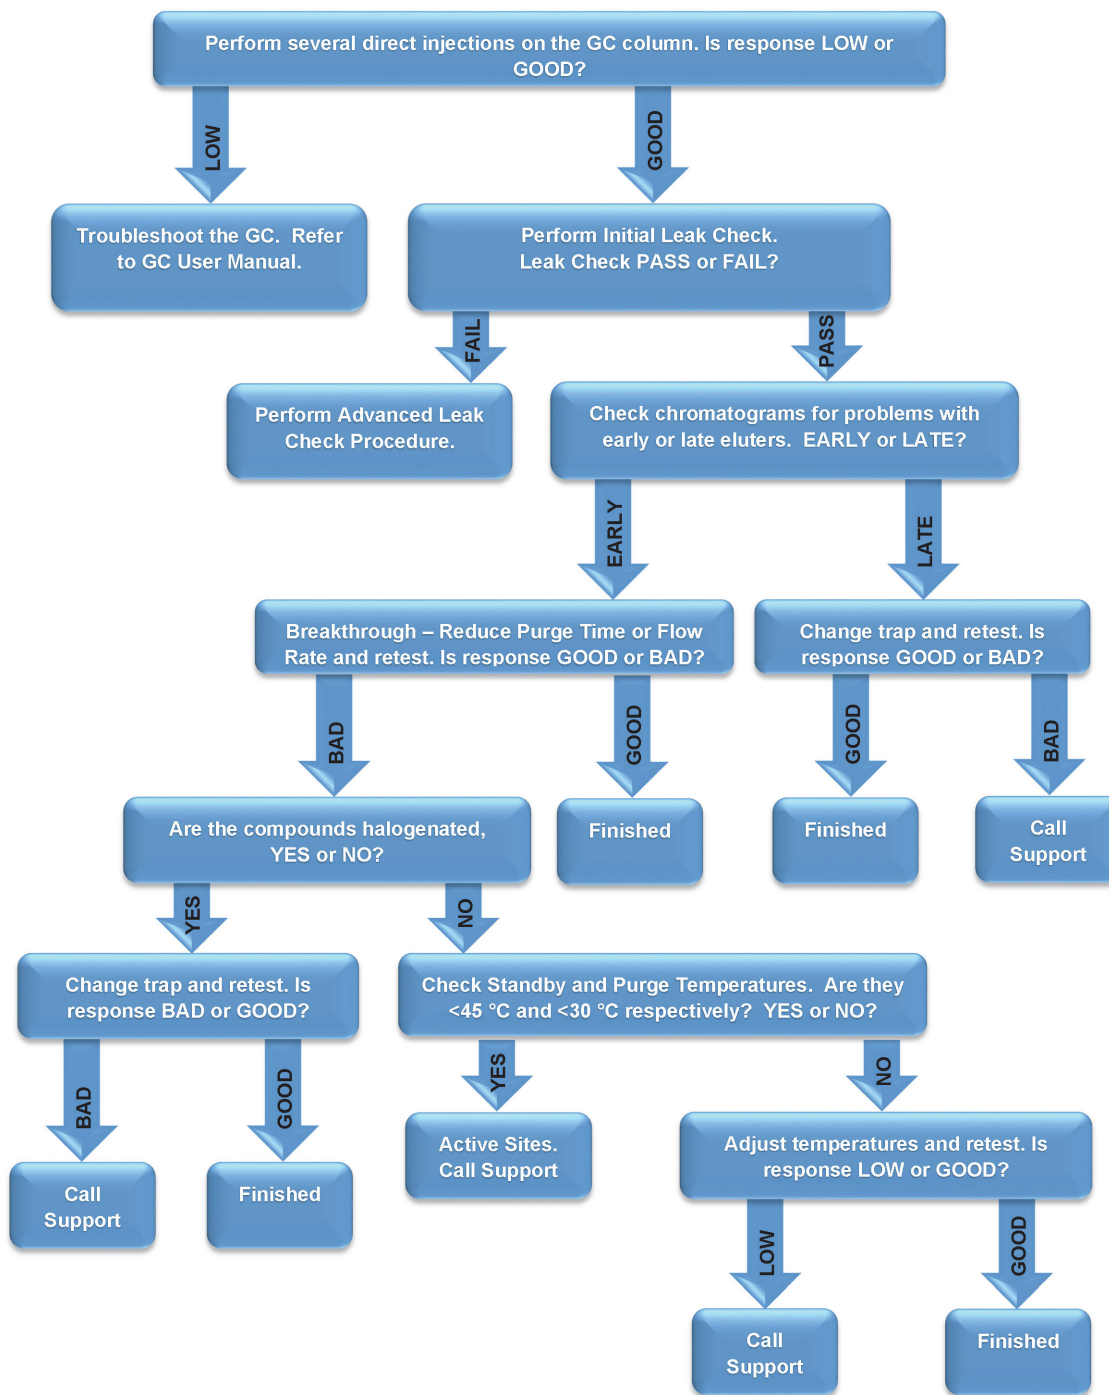 Perform several direct injections on the GC column. Is response LOW or
GOOD?
LOW
GOOD
Troubleshoot the GC.  Refer
to GC User Manual.
Perform Initial Leak Check.
Leak Check PASS or FAIL?
FAIL
PASS
Perform Advanced Leak
Check Procedure.
Check chromatograms for problems with
early or late eluters.  EARLY or LATE?
EARLY
LATE
Breakthrough – Reduce Purge Time or Flow
Rate and retest. Is response GOOD or BAD?
Change trap and retest. Is
response GOOD or BAD?
BAD
GOOD
GOOD
BAD
Are the compounds halogenated,
YES or NO?
Finished
Finished
Call
Support
YES
NO
Change trap and retest. Is
response BAD or GOOD?
Check Standby and Purge Temperatures.  Are they
<45 °C and <30 °C respectively?  YES or NO?
BAD
GOOD
YES
NO
Active Sites.
Call Support
Adjust temperatures and retest. Is
response LOW or GOOD?
Call
Support
Finished
LOW
GOOD
Call
Support
Finished